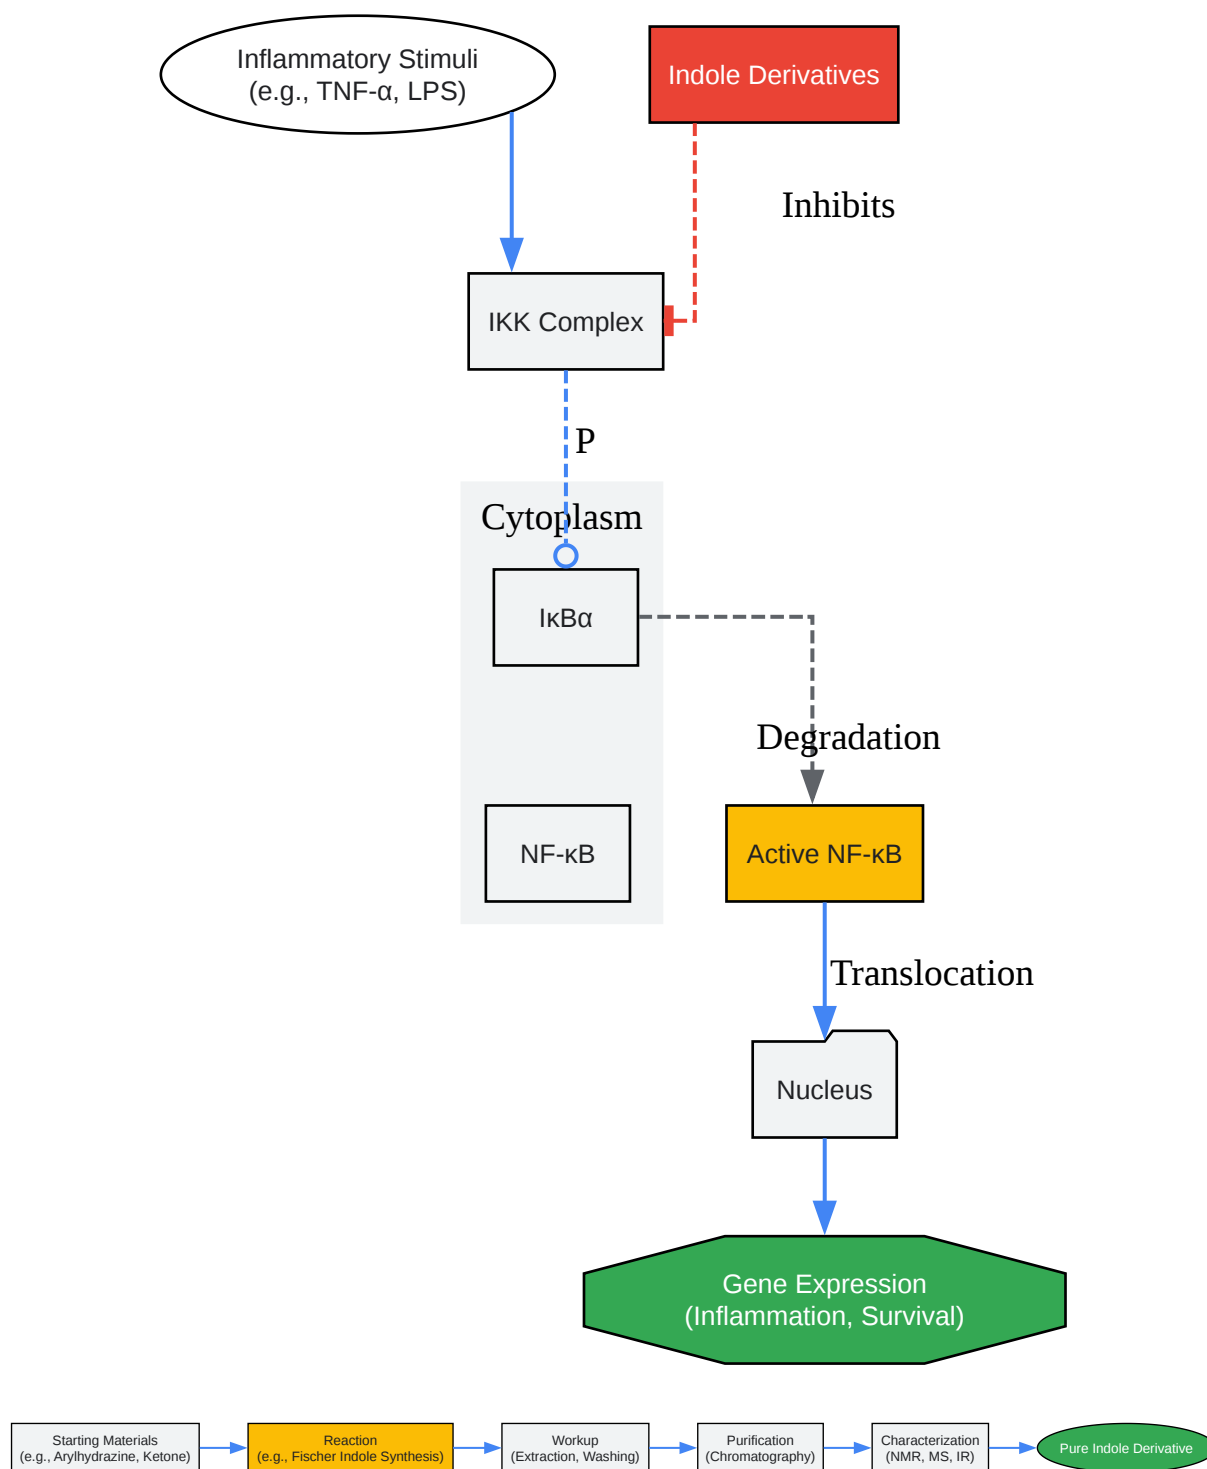 Inflammatory Stimuli
(e.g., TNF-α, LPS)
Indole Derivatives
Inhibits
IKK Complex
P
Cytoplasm
IκBα
Degradation
NF-κB
Active NF-κB
Translocation
Nucleus
Gene Expression
(Inflammation, Survival)
Starting Materials
(e.g., Arylhydrazine, Ketone)
Reaction
(e.g., Fischer Indole Synthesis)
Workup
(Extraction, Washing)
Purification
(Chromatography)
Characterization
(NMR, MS, IR)
Pure Indole Derivative